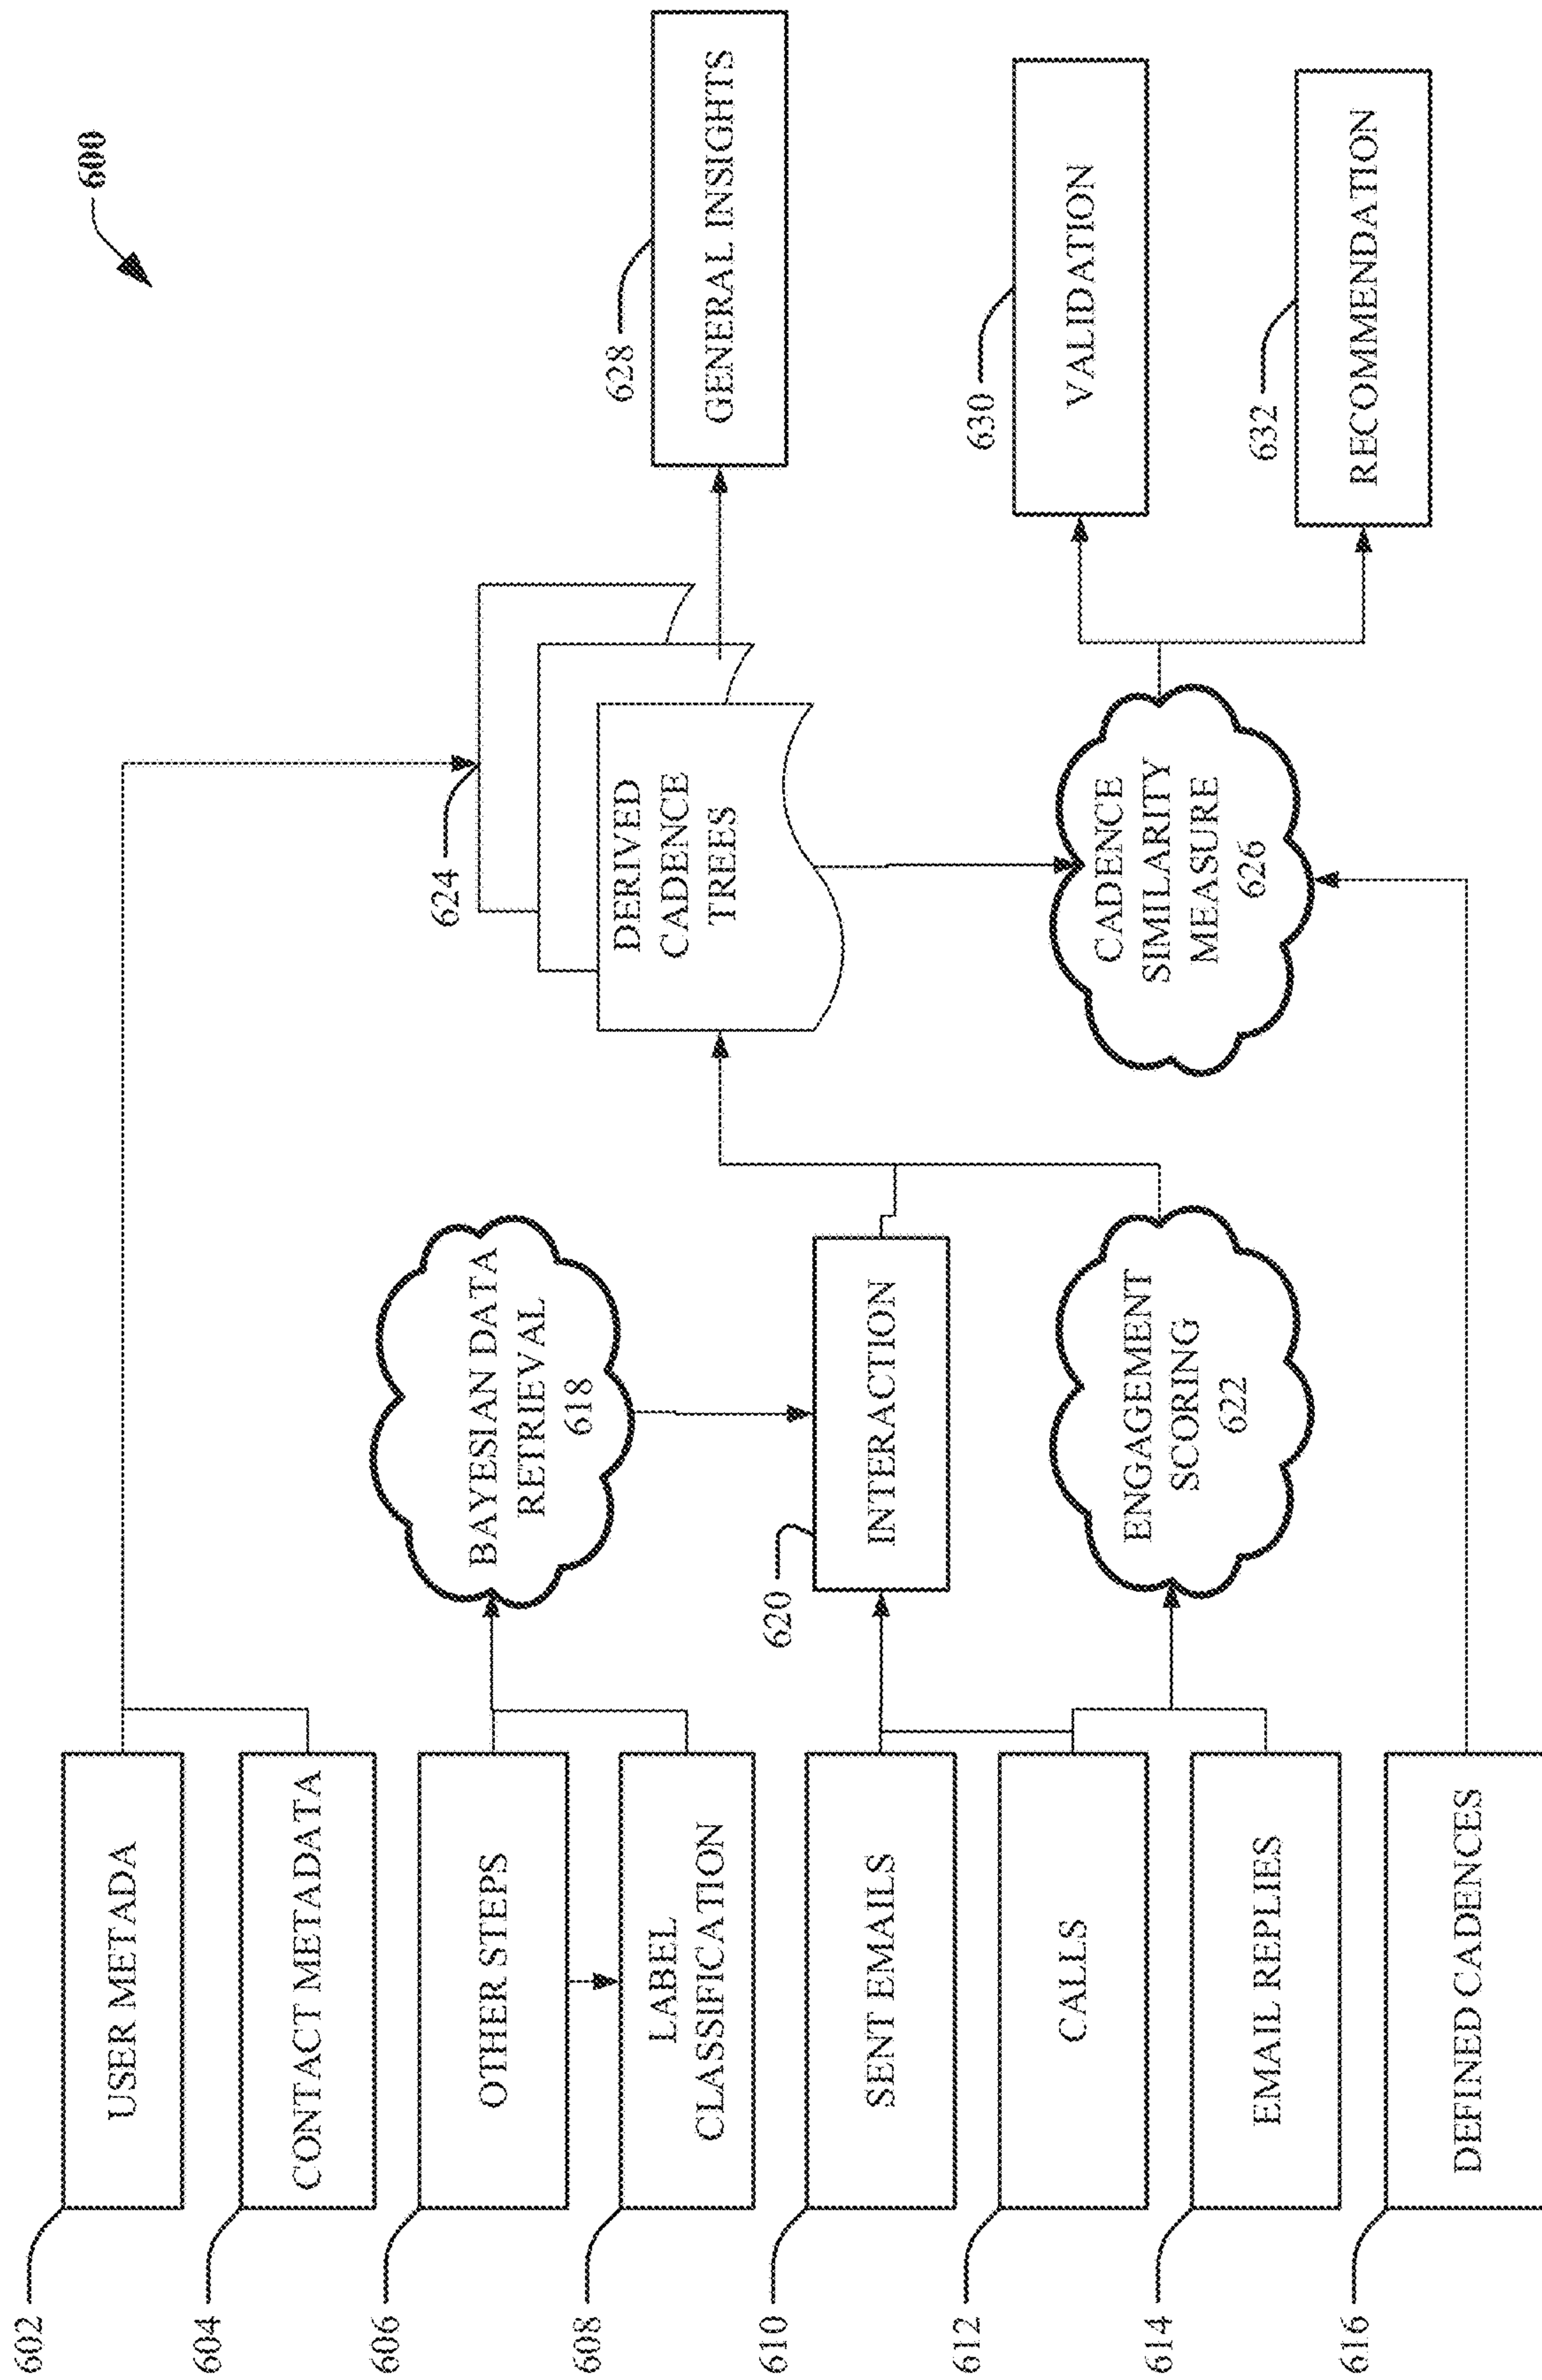 600
602
USER METADA
604
CONTACT METADATA
606
OTHER STEPS
608
LABEL
CLASSIFICATION
610
SENT EMAILS
612
CALLS
614
EMAIL REPLIES
616
DEFINED CADENCES
BAYESIAN DATA
RETRIEVAL
618
620
INTERACTION
ENGAGEMENT
SCORING
622
624
DERIVED
CADENCE
TREES
CADENCE
SIMILARITY
MEASURE
626
628
GENERAL INSIGHTS
630
VALIDATION
632
RECOMMENDATION